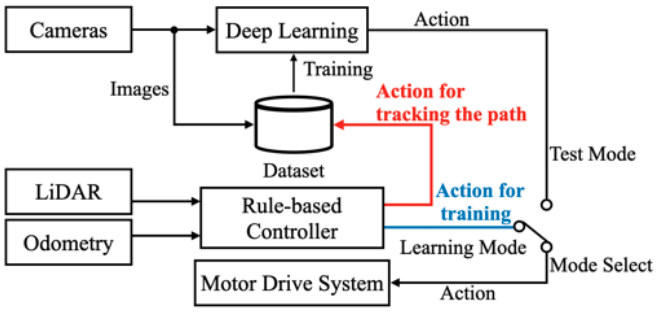 Cameras
Deep Learning
Action
Images
Training
Action for
tracking the path
Dataset
Test Mode
LiDAR
Rule-based
Controller
Action for
training
Odometry
Learning Mode
Mode Select
Motor Drive System
Action